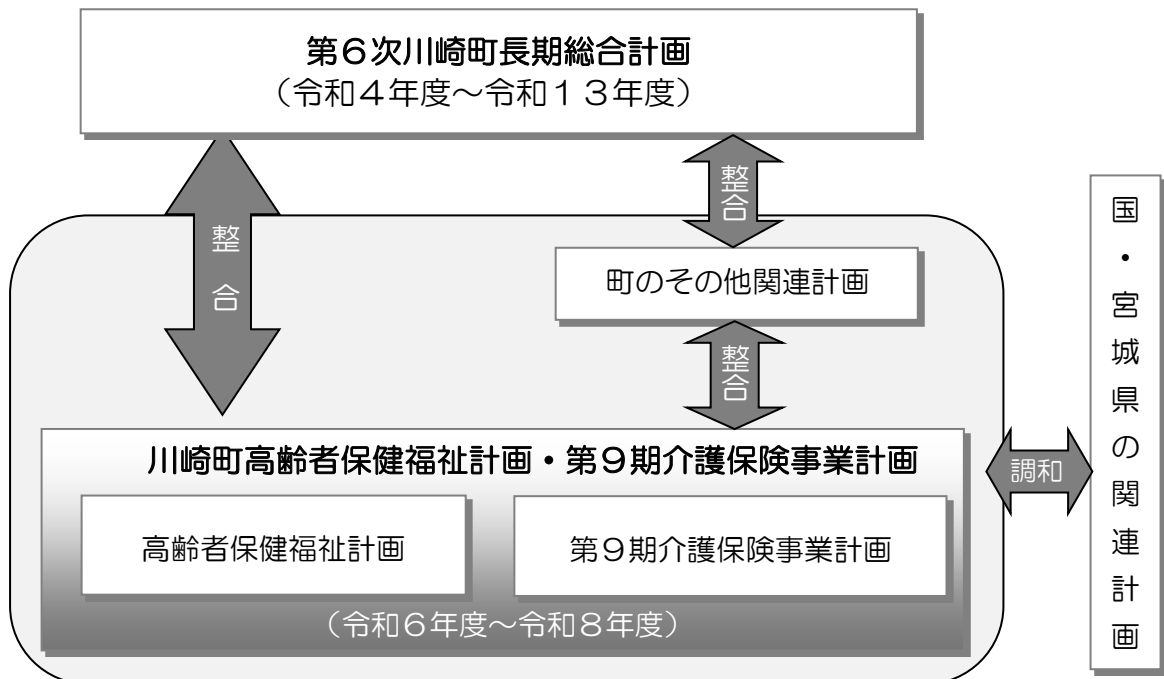 第６次川崎町長期総合計画
（令和４年度～令和１３年度）
整合
整合
町のその他関連計画
整合
川崎町高齢者保健福祉計画・第９期介護保険事業計画
高齢者保健福祉計画
第９期介護保険事業計画
（令和６年度～令和８年度）
調和
国・宮城県の関連計画